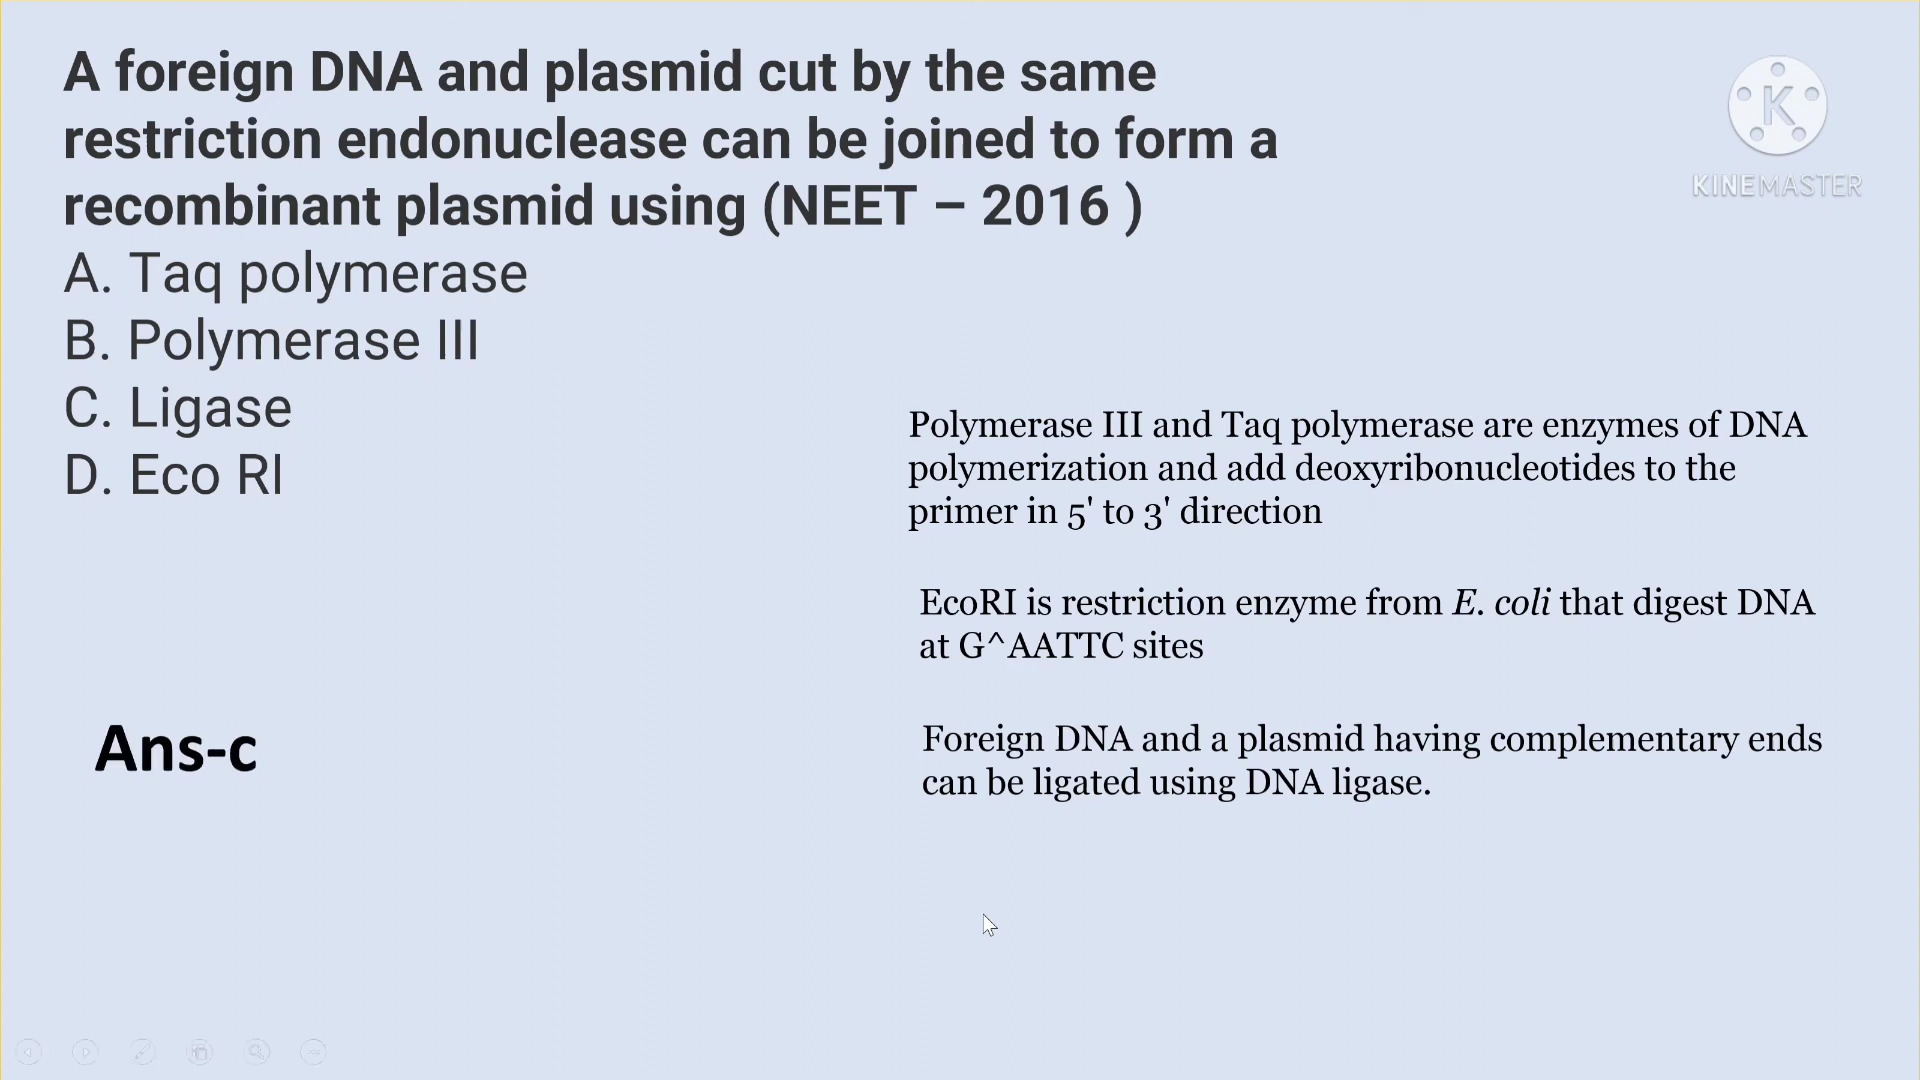 A foreign DNA and plasmid cut by the same
restriction endonuclease can be joined to form a
recombinant plasmid using (NEET – 2016 )
A. Taq polymerase
B. Polymerase III
C. Ligase
D. Eco RI
K
KINEMASTER
Polymerase III and Taq polymerase are enzymes of DNA
polymerization and add deoxyribonucleotides to the
primer in 5' to 3' direction
EcoRI is restriction enzyme from E. coli that digest DNA
at G^AATTC sites
Ans-c
Foreign DNA and a plasmid having complementary ends
can be ligated using DNA ligase.